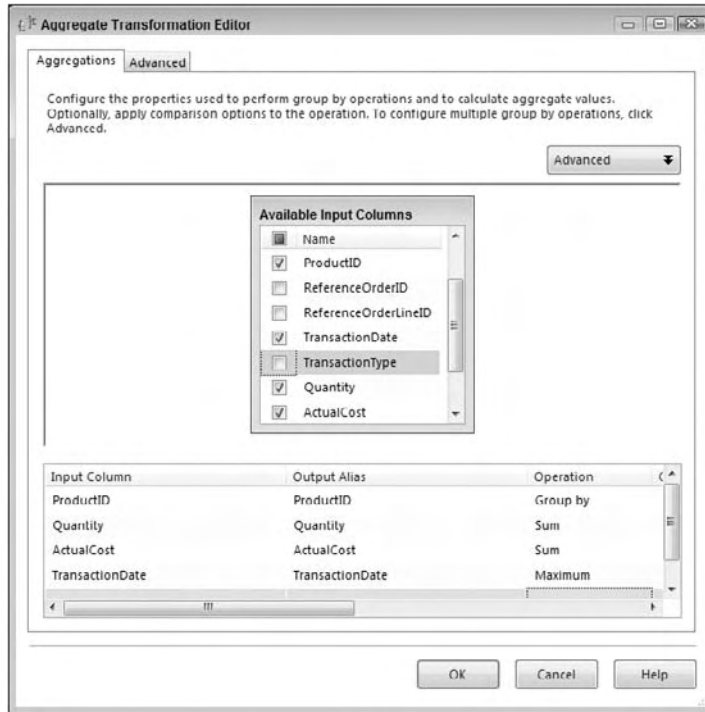 Aggregate Transformation Editor
Aggregations Advanced
Configure the properties used to perform group by operations and to calculate aggregate values.
Optionally, apply comparison options to the operation. To configure multiple group by operations, click
Advanced.
Advanced
Available Input Columns
Name
ProductID
ReferenceOrderID
ReferenceOrderLineID
TransactionDate
TransactionType
Quantity
ActualCost
Input Column Output Alias Operation
ProductID ProductID Group by
Quantity Quantity Sum
ActualCost ActualCost Sum
TransactionDate TransactionDate Maximum
OK Cancel Help